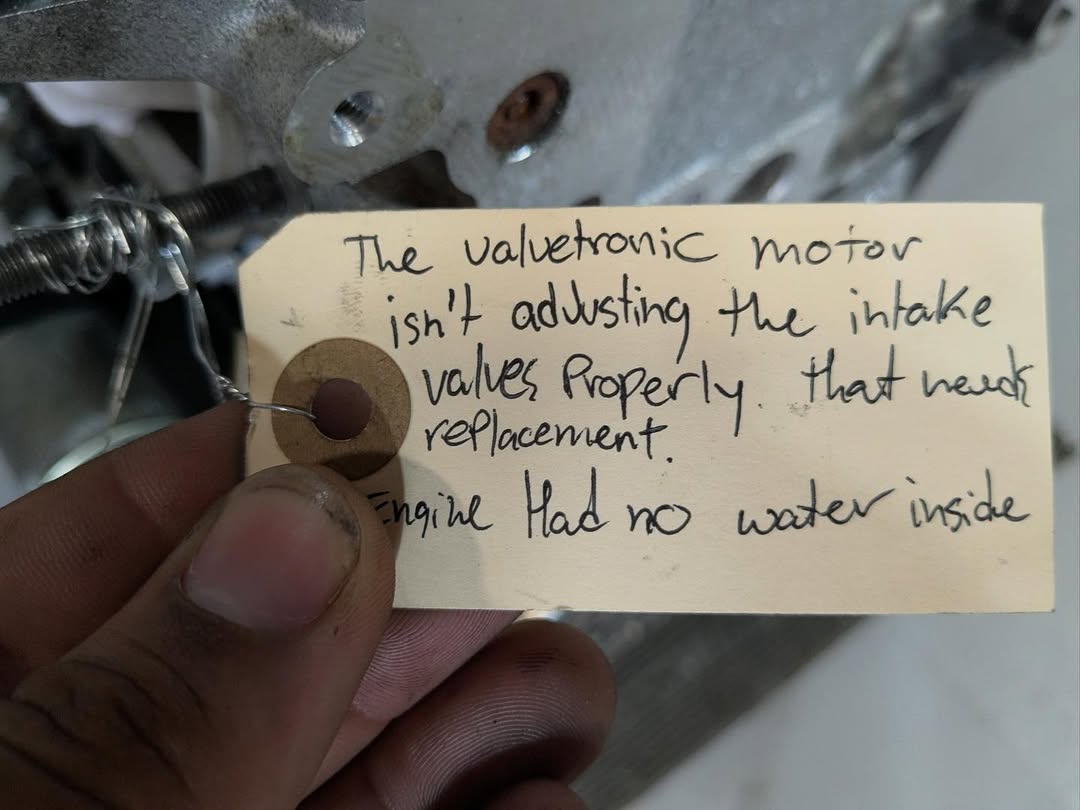 The valvetronic motor
isn't adjusting the intake
valves Properly. that needs
replacement.
Engine Had no water inside